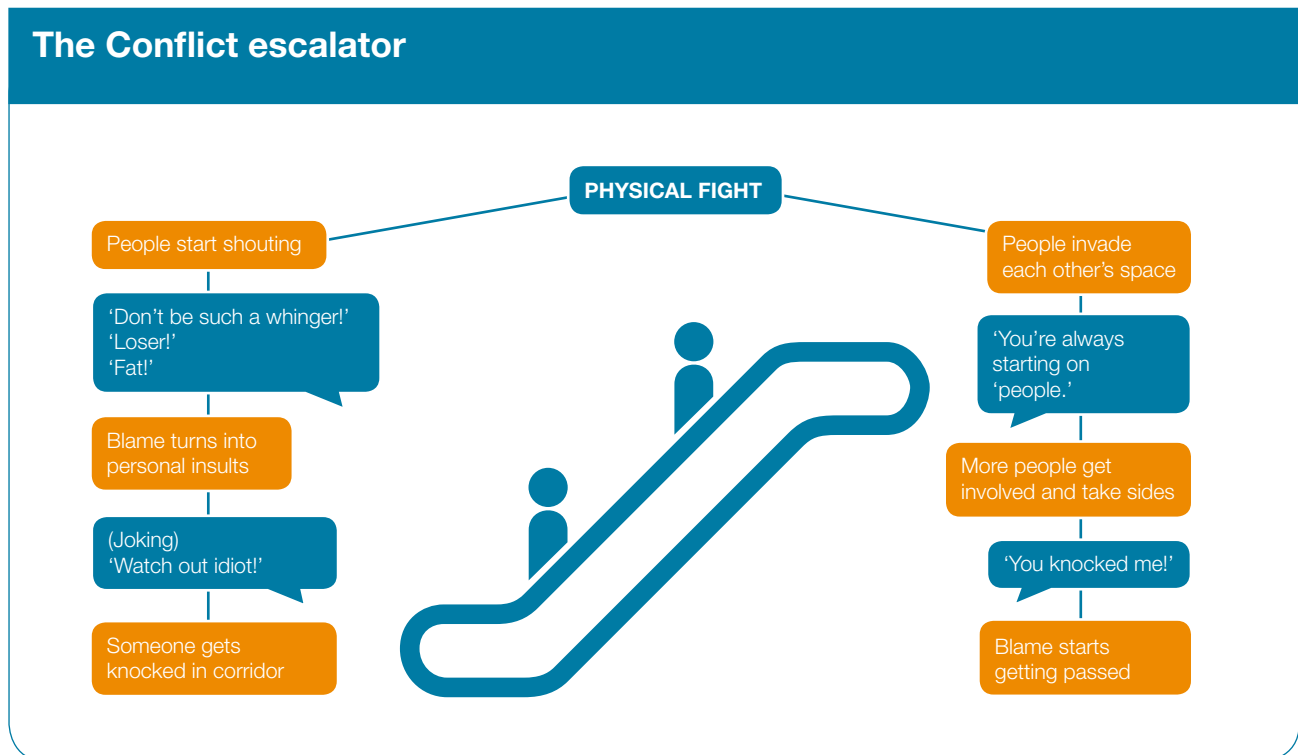 The Conflict escalator
PHYSICAL FIGHT
People start shouting
‘Don’t be such a whinger!’
‘Loser!’
‘Fat!’
Blame turns into
personal insults
(Joking)
‘Watch out idiot!’
Someone gets
knocked in corridor
People invade
each other’s space
‘You’re always
starting on
‘people.’
More people get
involved and take sides
‘You knocked me!’
Blame starts
getting passed